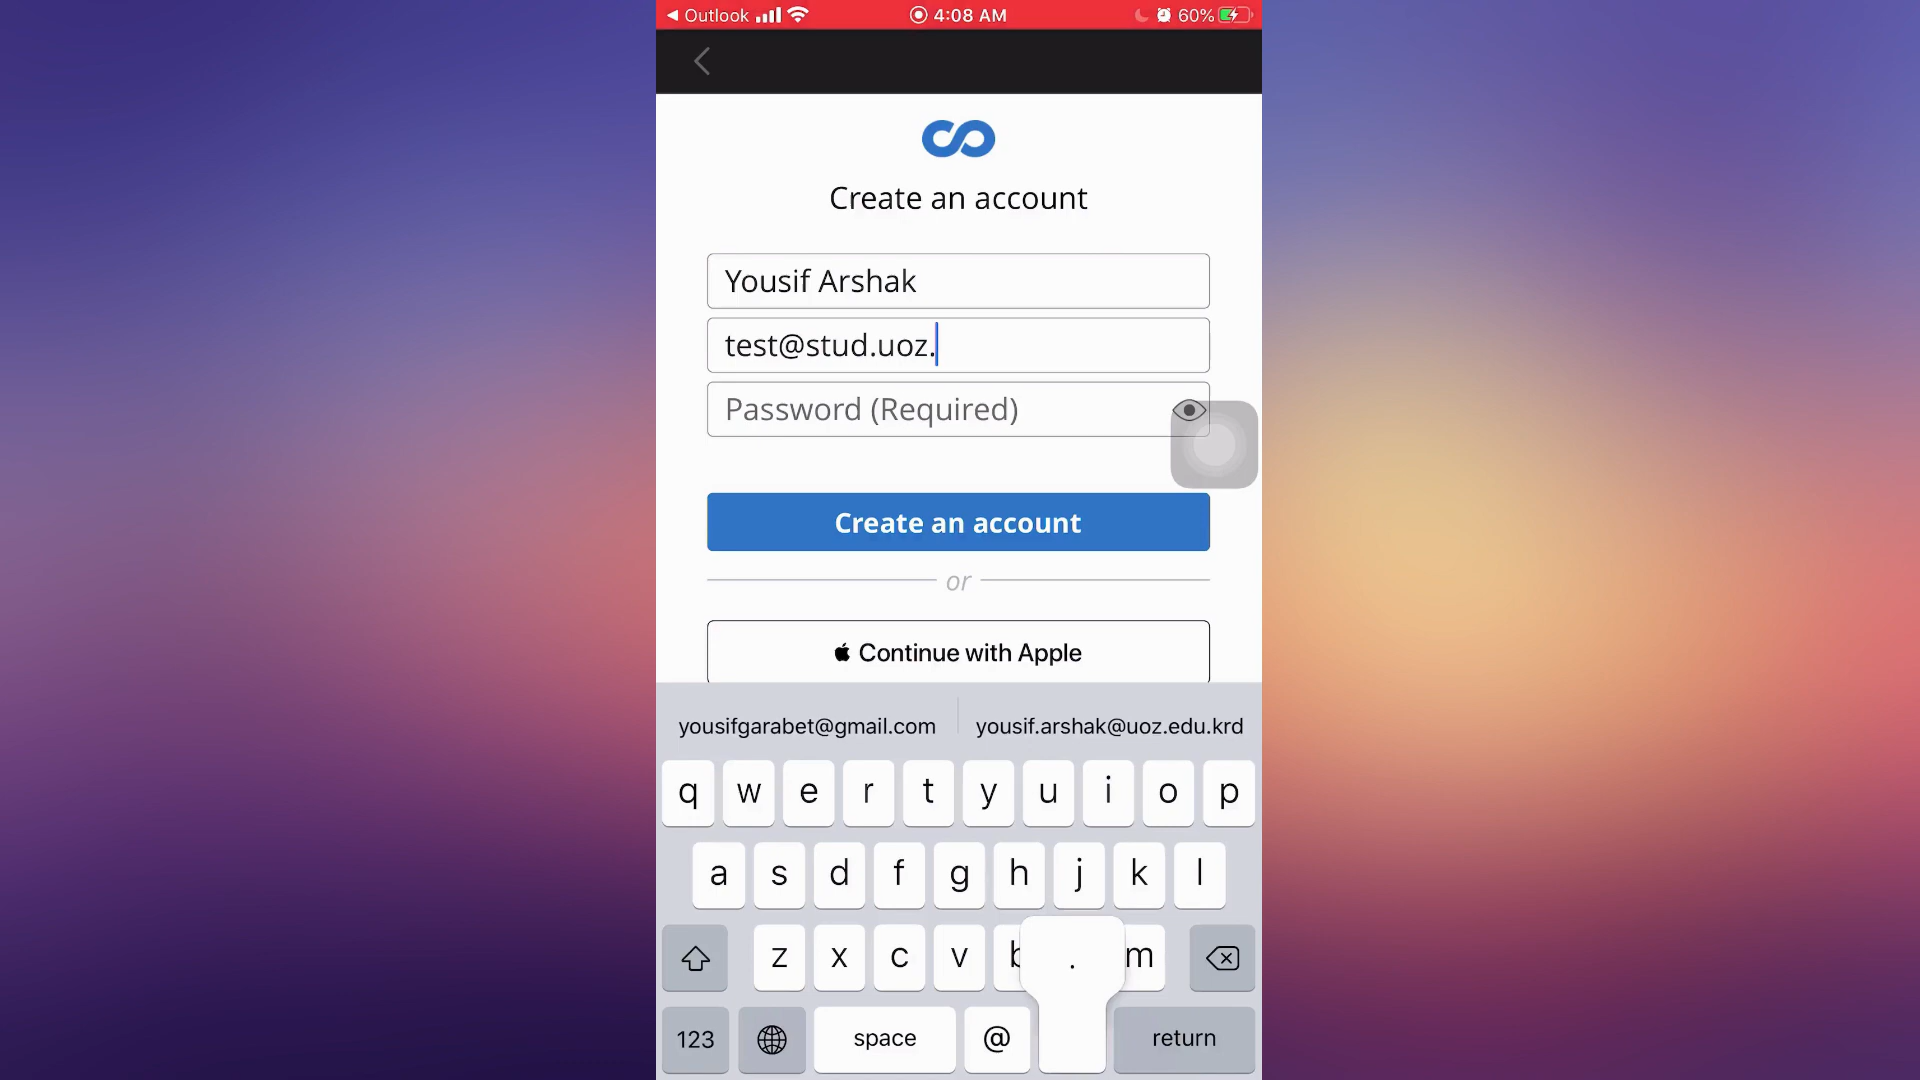 Outlook 4:08 AM 60%
Create an account
Yousif Arshak
test@stud.uoz.
Password (Required)
Create an account
or
Continue with Apple
yousifgarabet@gmail.com yousif.arshak@uoz.edu.krd
q w e r t y u i o p
a s d f g h j k l
z x c v b . m
123 space @ return